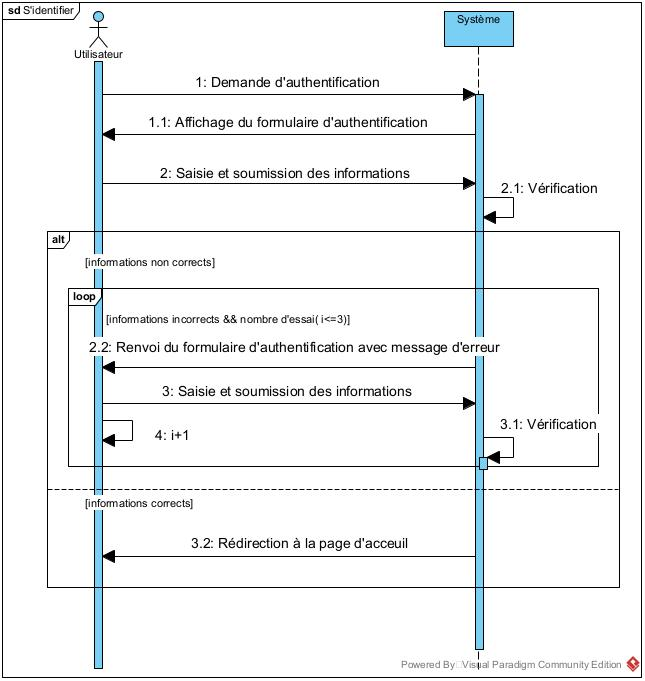 sd S'identifier
Système
Utilisateur
1: Demande d'authentification
1.1: Affichage du formulaire d'authentification
2: Saisie et soumission des informations
2.1: Vérification
alt
[informations non corrects]
loop
[informations incorrects && nombre d'essai( i<=3)]
2.2: Renvoi du formulaire d'authentification avec message d'erreur
3: Saisie et soumission des informations
3.1: Vérification
4: i+1
[informations corrects]
3.2: Rédirection à la page d'acceuil
Powered By Visual Paradigm Community Edition